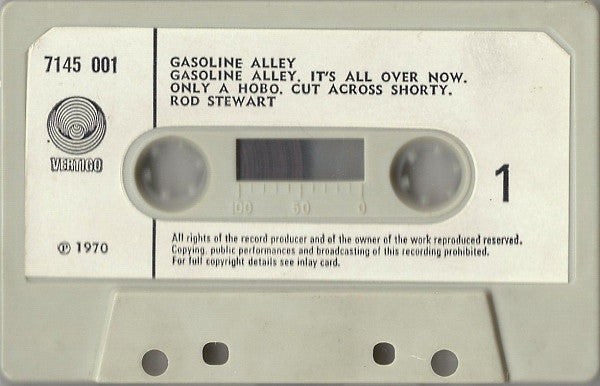 7145 001
VERTIGO
℗ 1970
GASOLINE ALLEY
GASOLINE ALLEY. IT'S ALL OVER NOW.
ONLY A HOBO. CUT ACROSS SHORTY.
ROD STEWART
100 50 0
1
All rights of the record producer and of the owner of the work reproduced reserved.
Copying, public performances and broadcasting of this recording prohibited.
For full copyright details see inlay card.